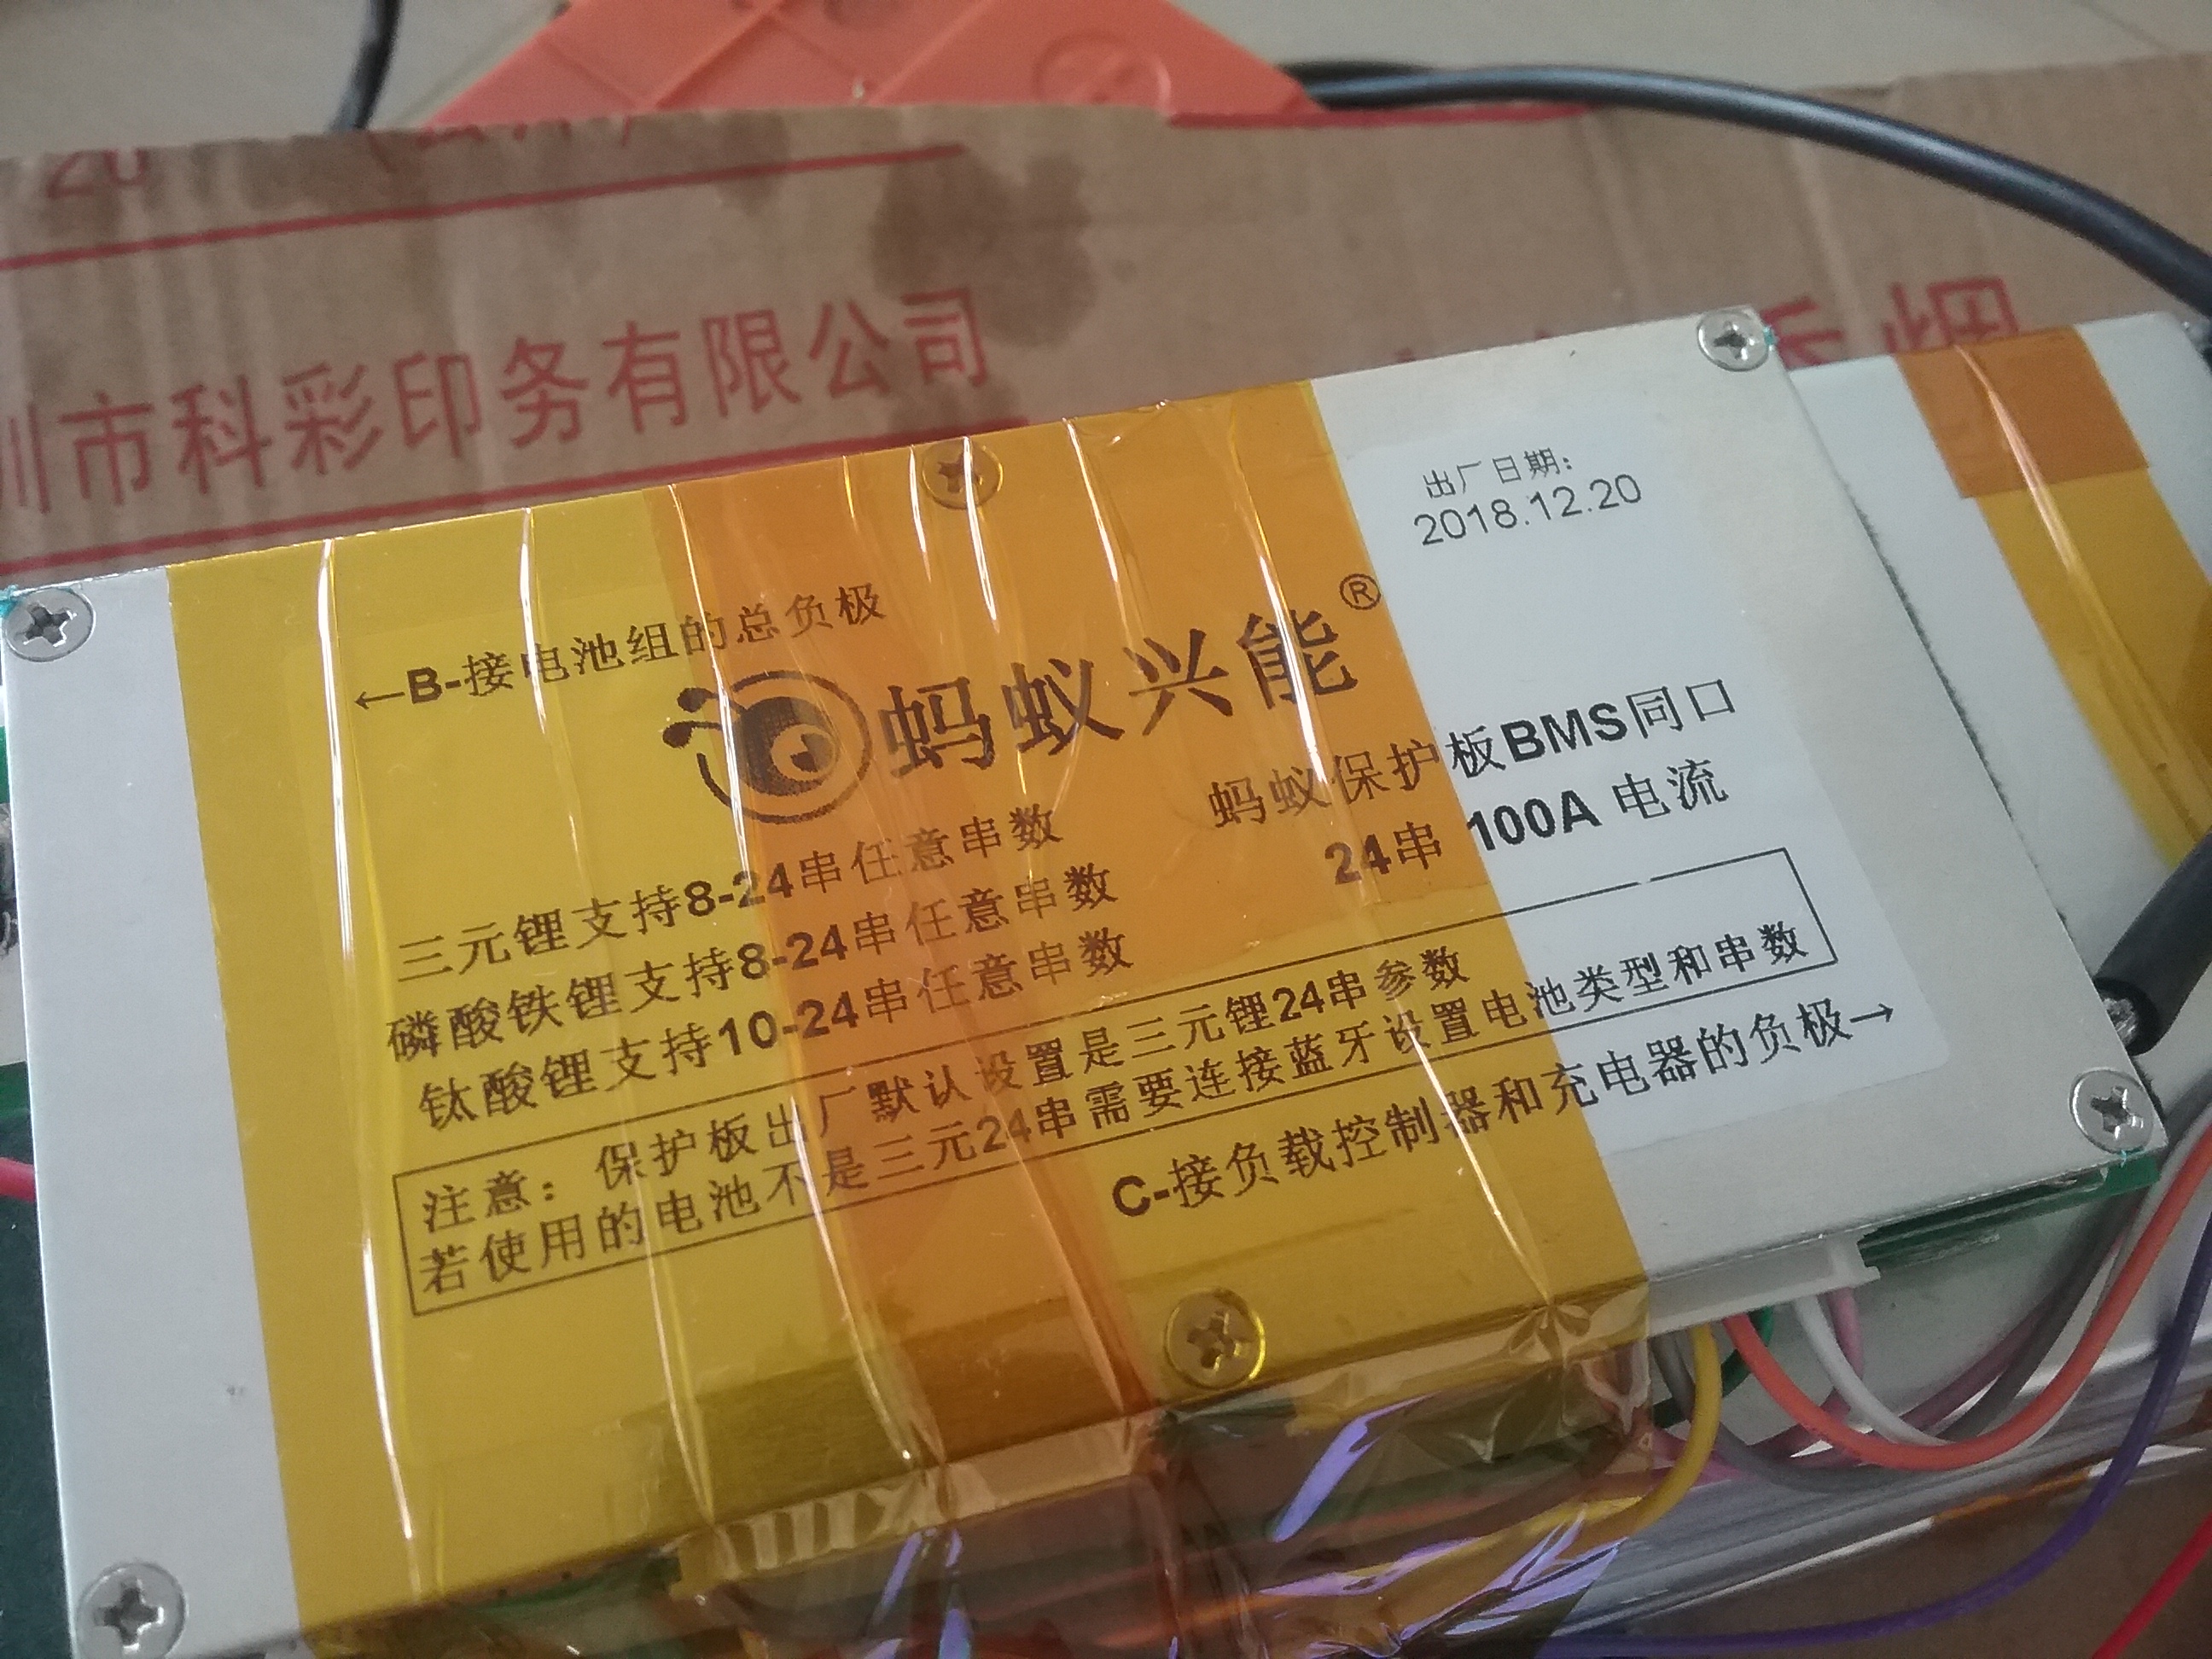 圳市科彩印务有限公司
出厂日期:
2018.12.20
←B-接电池组的总负极
蚂蚁兴能®
蚂蚁保护板BMS同口
24串 100A 电流
三元锂支持8-24串任意串数
磷酸铁锂支持8-24串任意串数
钛酸锂支持10-24串任意串数
注意：保护板出厂默认设置是三元锂24串参数
若使用的电池不是三元24串需要连接蓝牙设置电池类型和串数
C-接负载控制器和充电器的负极→